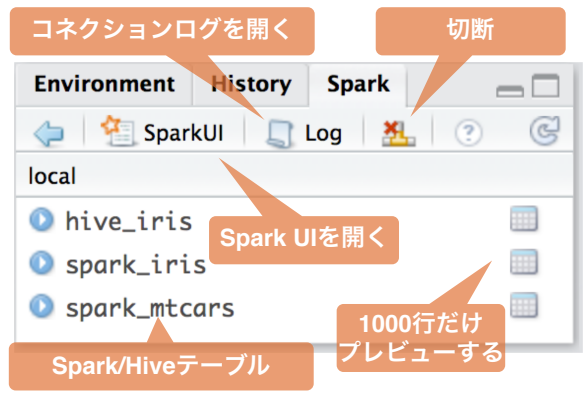 コネクションログを開く
切断
Environment History Spark
SparkUI Log ?
local
hive_iris
Spark UIを開く
spark_iris
spark_mtcars
1000行だけ
プレビューする
Spark/Hiveテーブル